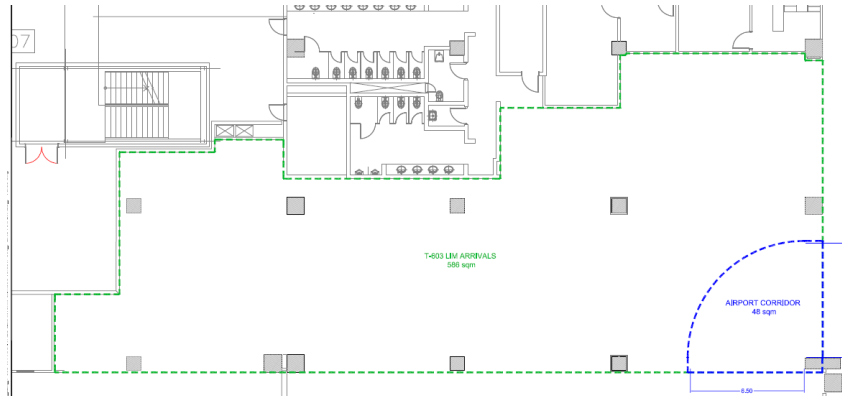 07
T-603 LIM ARRIVALS
586 sqm
AIRPORT CORRIDOR
48 sqm
6.50